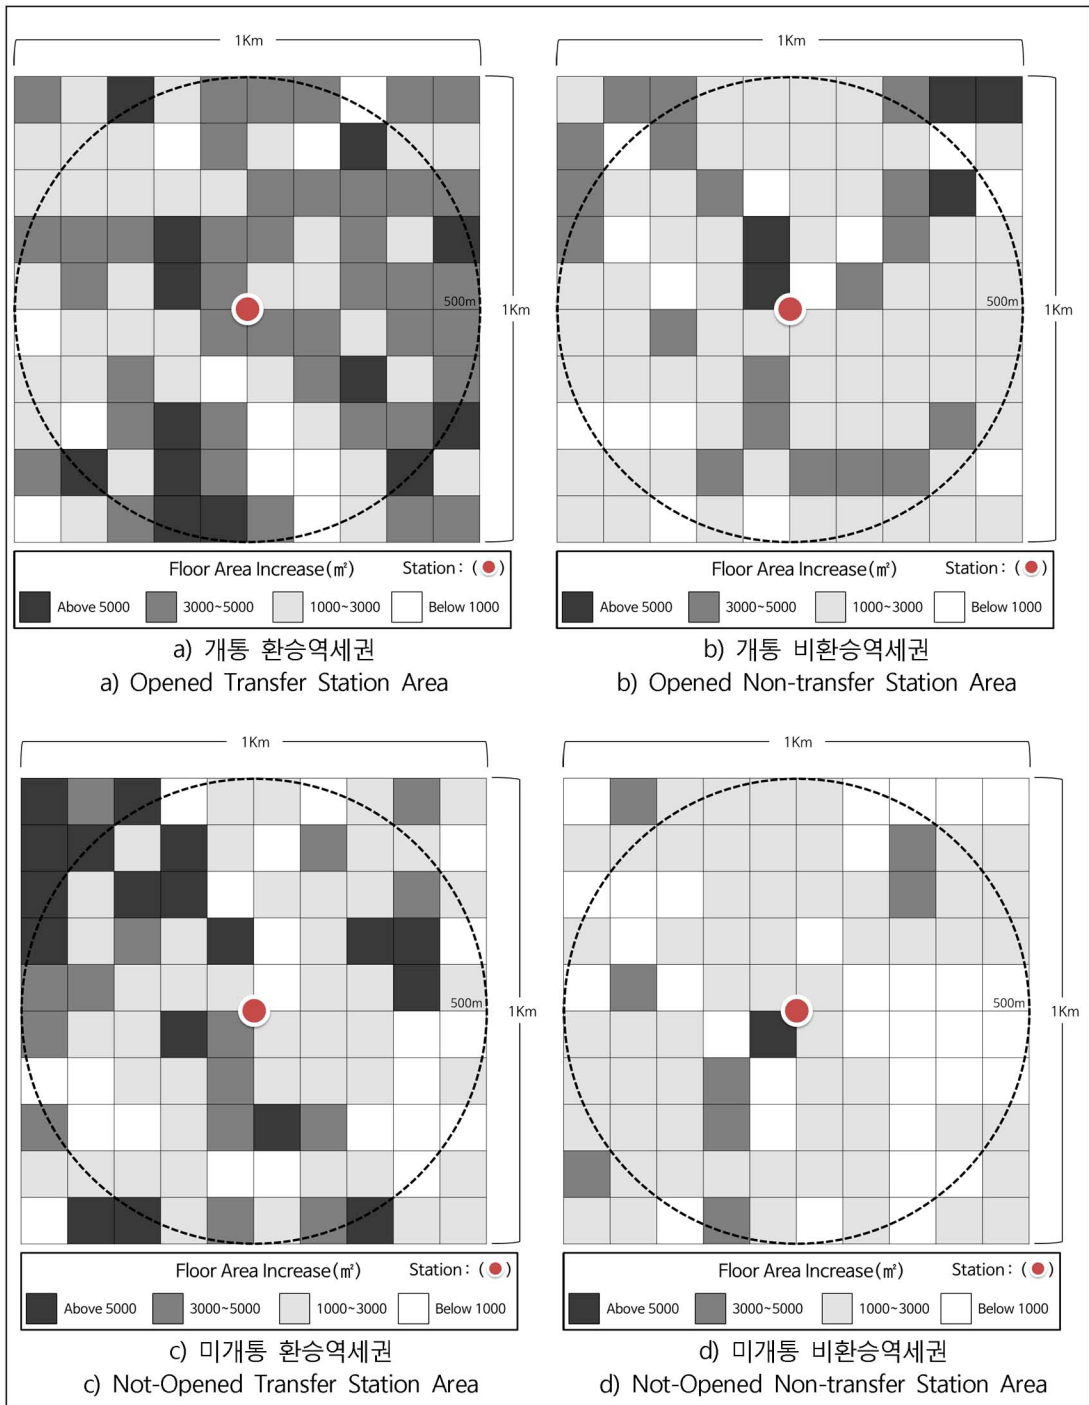 1Km
1Km
500m
1Km
500m
1Km
Floor Area Increase(㎡) Station : ( )
Above 5000 3000~5000 1000~3000 Below 1000
Floor Area Increase(㎡) Station : ( )
Above 5000 3000~5000 1000~3000 Below 1000
a) 개통 환승역세권
a) Opened Transfer Station Area
b) 개통 비환승역세권
b) Opened Non-transfer Station Area
1Km
1Km
500m
1Km
500m
1Km
Floor Area Increase(㎡) Station : ( )
Above 5000 3000~5000 1000~3000 Below 1000
Floor Area Increase(㎡) Station : ( )
Above 5000 3000~5000 1000~3000 Below 1000
c) 미개통 환승역세권
c) Not-Opened Transfer Station Area
d) 미개통 비환승역세권
d) Not-Opened Non-transfer Station Area